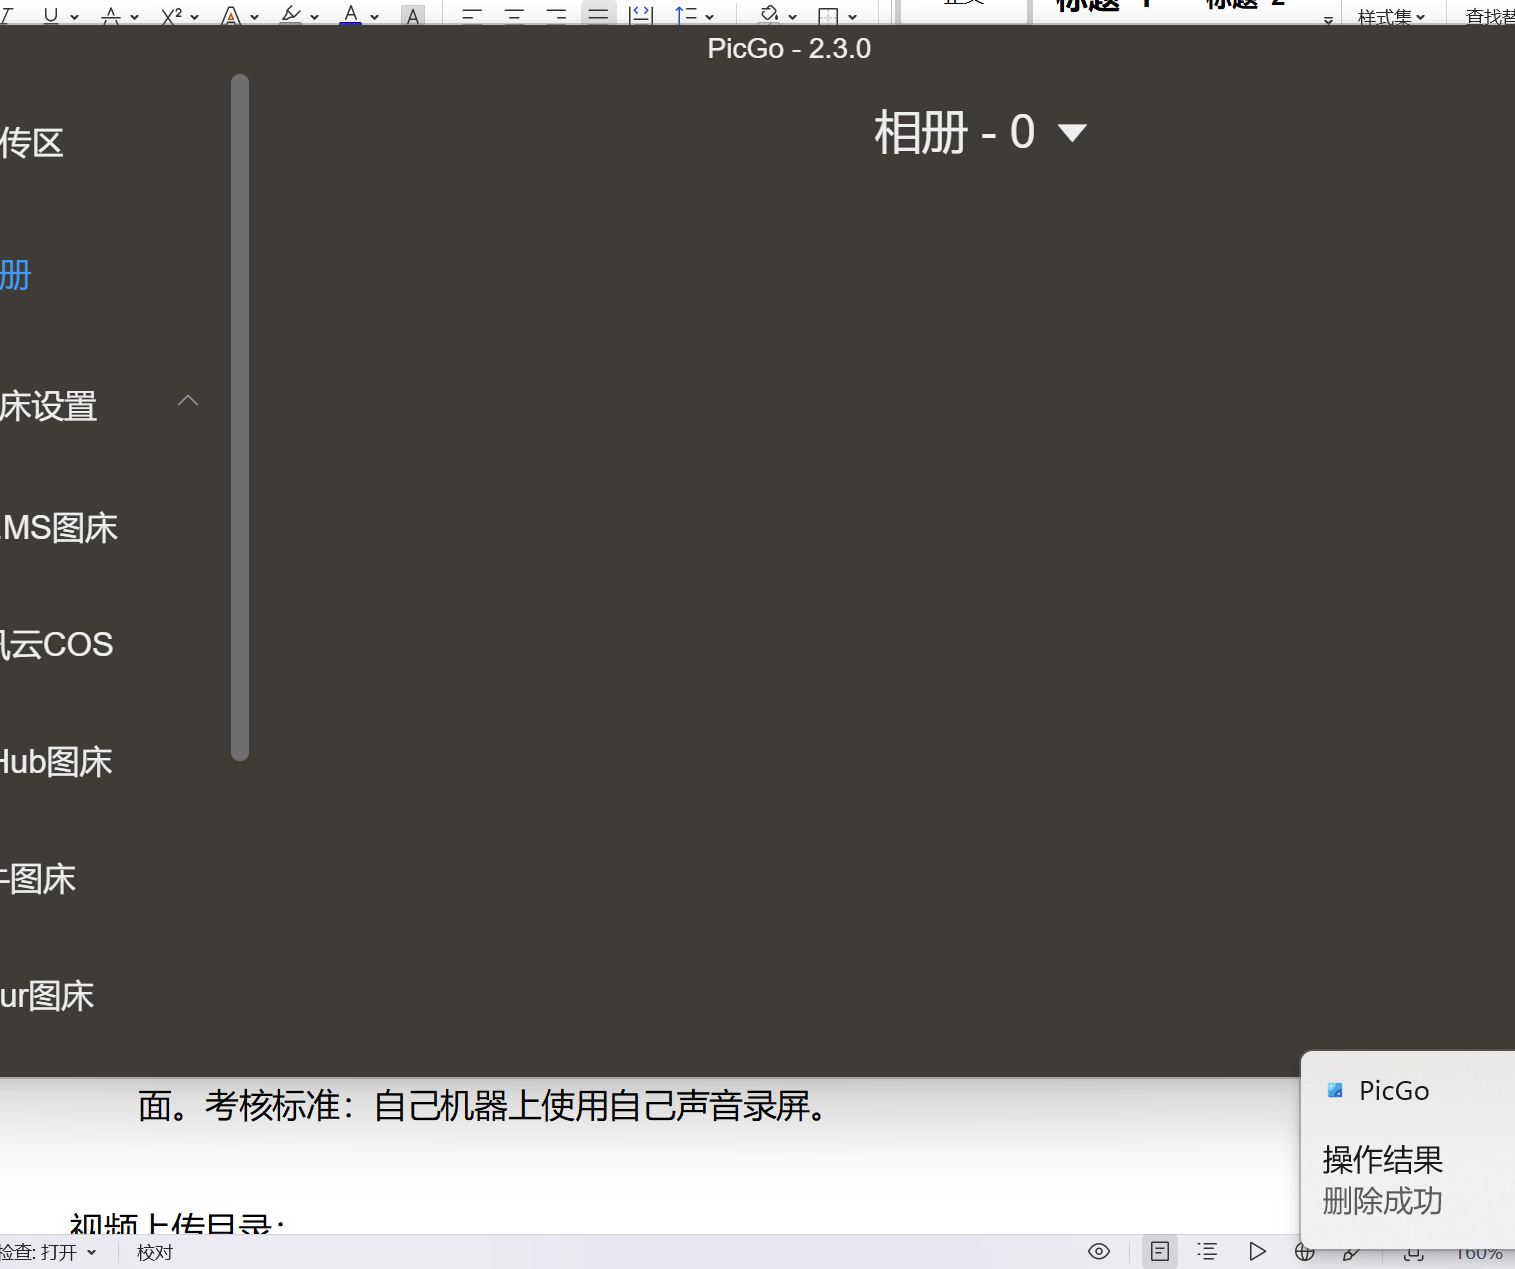 样式集
查找替
PicGo - 2.3.0
相册 - 0
传区
册
床设置
.MS图床
讯云COS
Hub图床
牛图床
ur图床
面。考核标准：自己机器上使用自己声音录屏。
视频上传目录：
PicGo
操作结果
删除成功
检查: 打开
校对
160%